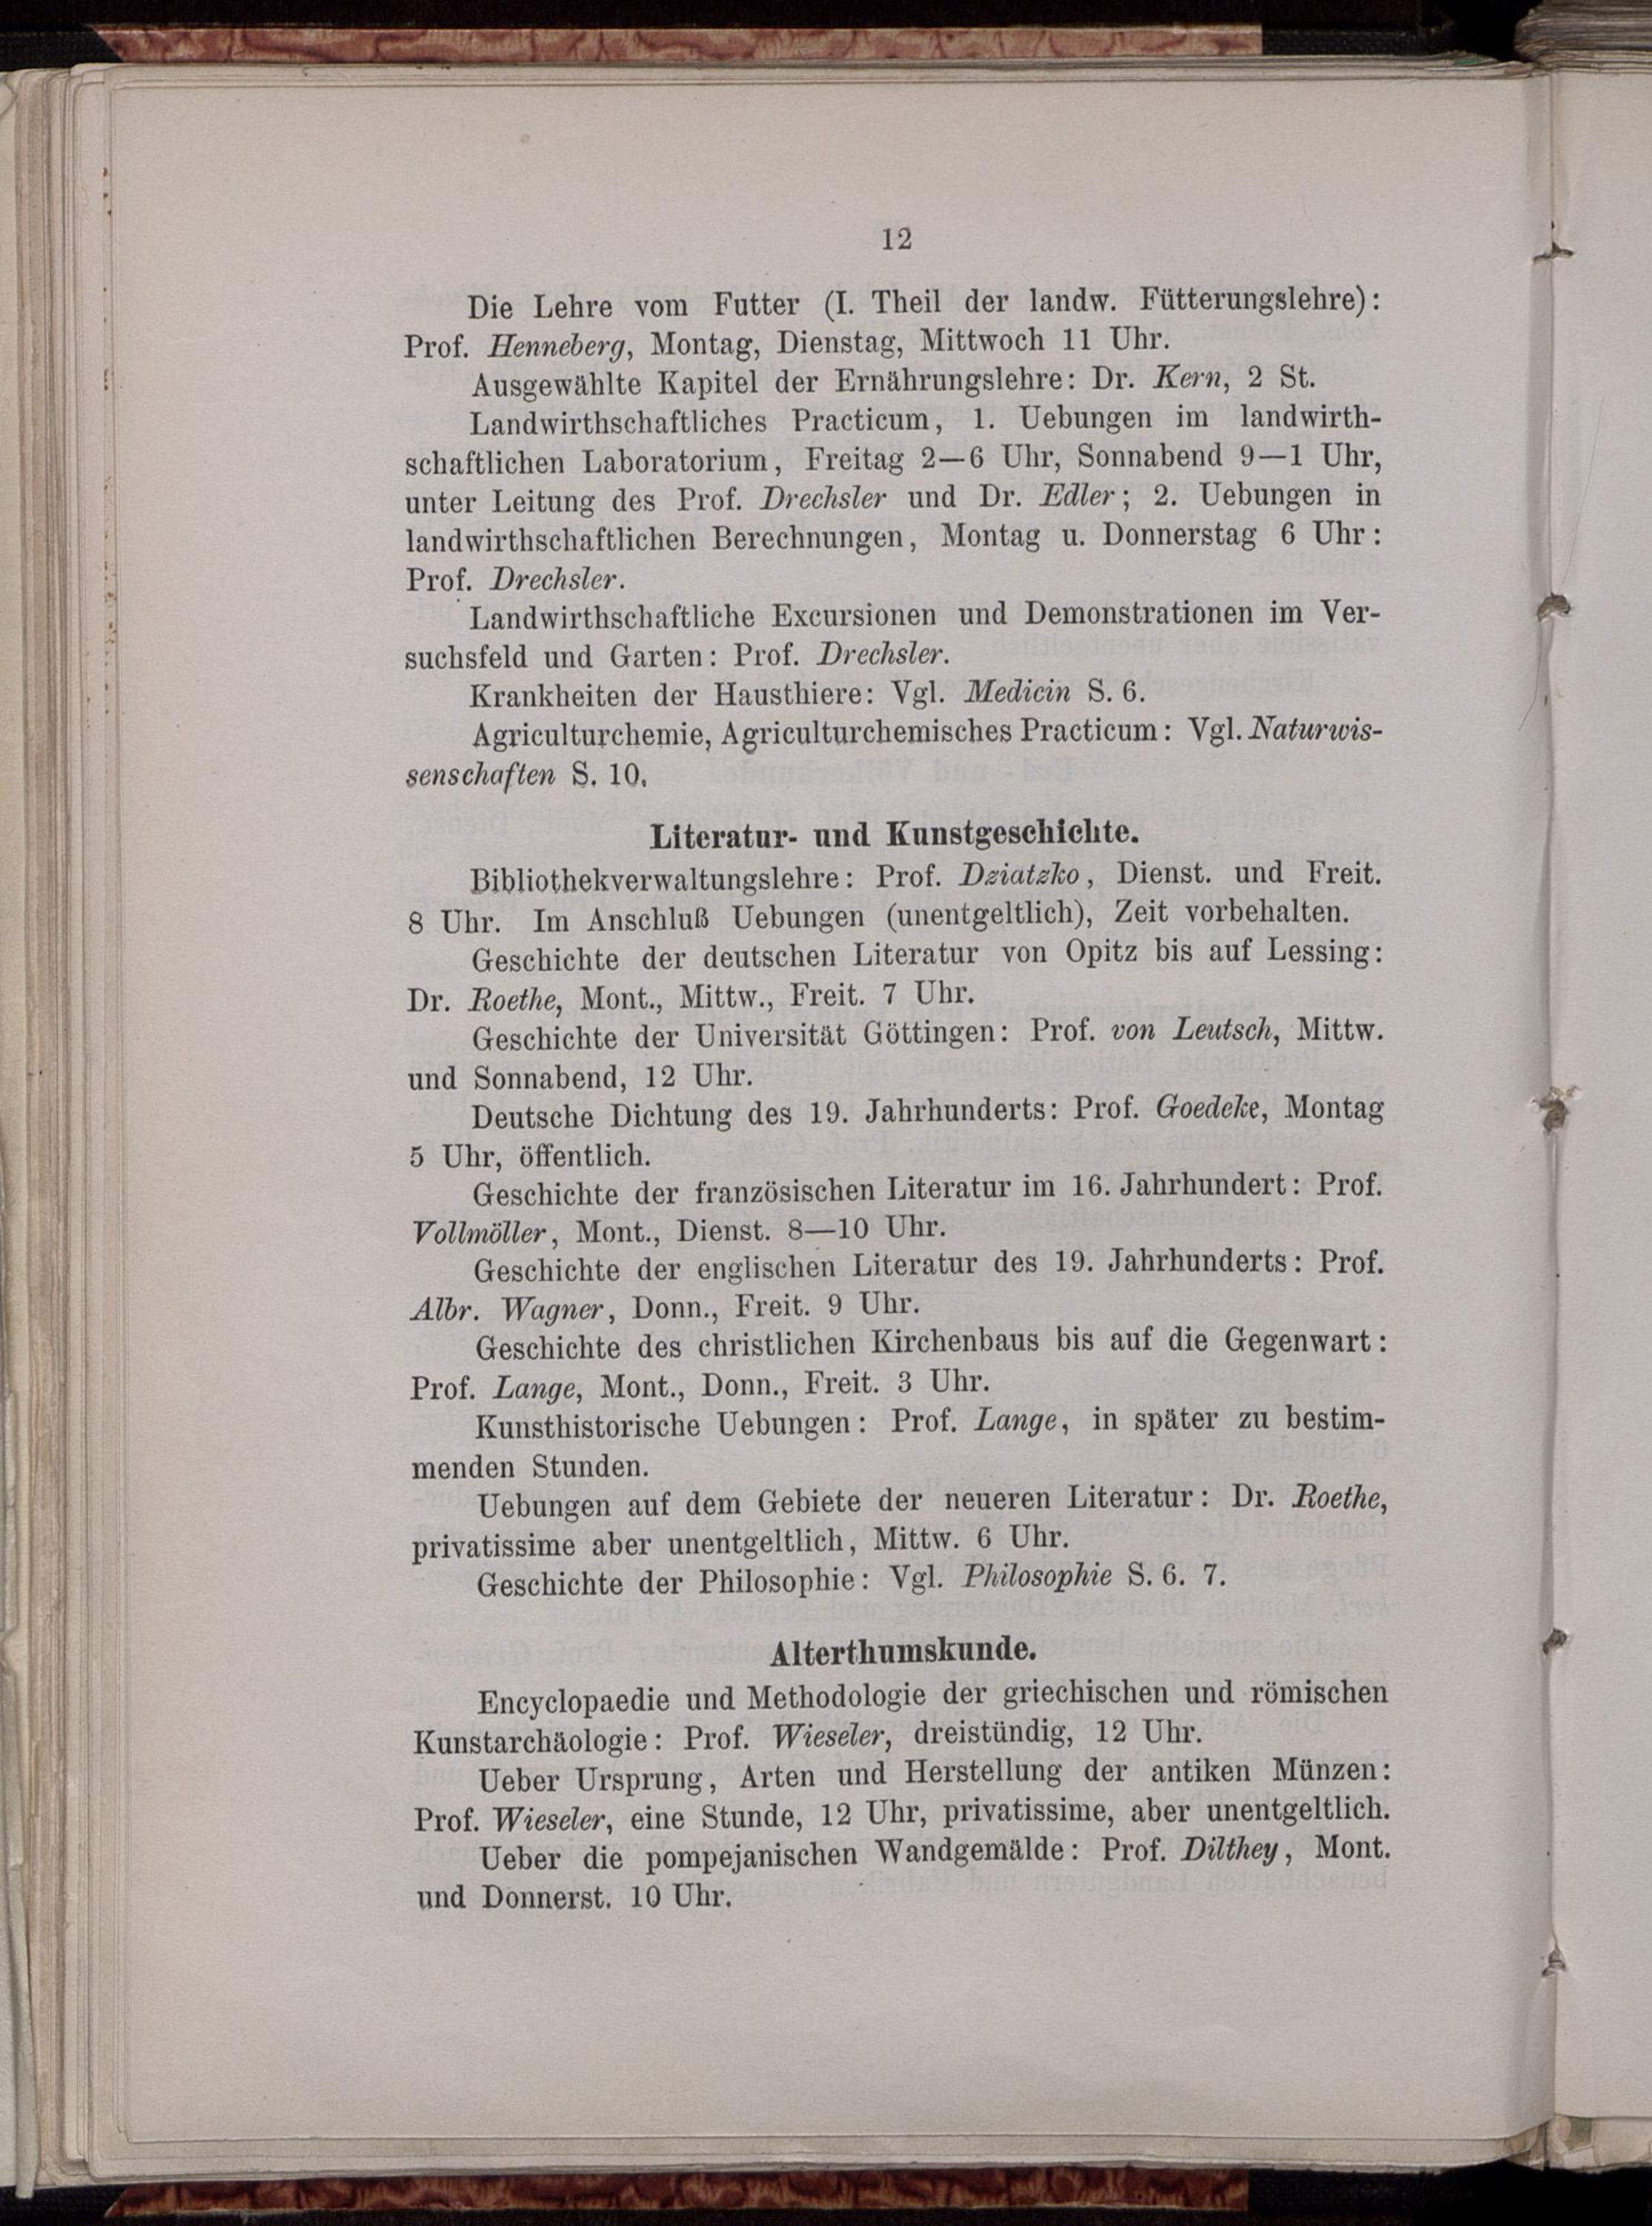 12
Die Lehre vom Futter (I. Theil der landw. Fütterungslehre):
Prof. Henneberg, Montag, Dienstag, Mittwoch 11 Uhr.
Ausgewählte Kapitel der Ernährungslehre: Dr. Kern, 2 St.
Landwirthschaftliches Practicum, 1. Uebungen im landwirth-
schaftlichen Laboratorium, Freitag 2—6 Uhr, Sonnabend 9—1 Uhr,
unter Leitung des Prof. Drechsler und Dr. Edler; 2. Uebungen in
landwirthschaftlichen Berechnungen, Montag u. Donnerstag 6 Uhr:
Prof. Drechsler.
Landwirthschaftliche Excursionen und Demonstrationen im Ver-
suchsfeld und Garten: Prof. Drechsler.
Krankheiten der Hausthiere: Vgl. Medicin S. 6.
Agriculturchemie, Agriculturchemisches Practicum: Vgl. Naturwis-
senschaften S. 10.
Literatur- und Kunstgeschichte.
Bibliothekverwaltungslehre: Prof. Dziatzko, Dienst. und Freit.
8 Uhr. Im Anschluß Uebungen (unentgeltlich), Zeit vorbehalten.
Geschichte der deutschen Literatur von Opitz bis auf Lessing:
Dr. Roethe, Mont., Mittw., Freit. 7 Uhr.
Geschichte der Universität Göttingen: Prof. von Leutsch, Mittw.
und Sonnabend, 12 Uhr.
Deutsche Dichtung des 19. Jahrhunderts: Prof. Goedeke, Montag
5 Uhr, öffentlich.
Geschichte der französischen Literatur im 16. Jahrhundert: Prof.
Vollmöller, Mont., Dienst. 8—10 Uhr.
Geschichte der englischen Literatur des 19. Jahrhunderts: Prof.
Albr. Wagner, Donn., Freit. 9 Uhr.
Geschichte des christlichen Kirchenbaus bis auf die Gegenwart:
Prof. Lange, Mont., Donn., Freit. 3 Uhr.
Kunsthistorische Uebungen: Prof. Lange, in später zu bestim-
menden Stunden.
Uebungen auf dem Gebiete der neueren Literatur: Dr. Roethe,
privatissime aber unentgeltlich, Mittw. 6 Uhr.
Geschichte der Philosophie: Vgl. Philosophie S. 6. 7.
Alterthumskunde.
Encyclopaedie und Methodologie der griechischen und römischen
Kunstarchäologie: Prof. Wieseler, dreistündig, 12 Uhr.
Ueber Ursprung, Arten und Herstellung der antiken Münzen:
Prof. Wieseler, eine Stunde, 12 Uhr, privatissime, aber unentgeltlich.
Ueber die pompejanischen Wandgemälde: Prof. Dilthey, Mont.
und Donnerst. 10 Uhr.